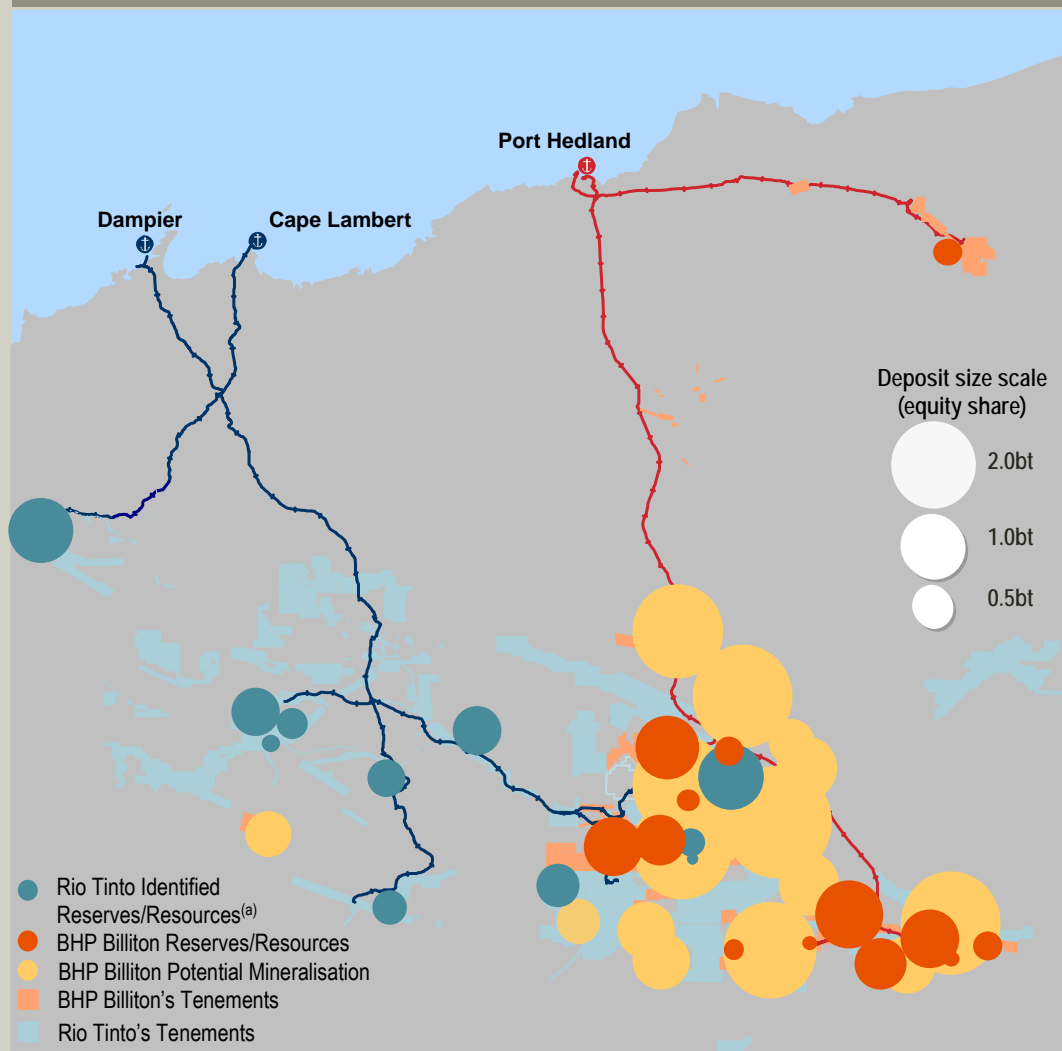 Port Hedland
Dampier
Cape Lambert
Deposit size scale
(equity share)
2.0bt
1.0bt
0.5bt
Rio Tinto Identified
Reserves/Resources(a)
BHP Billiton Reserves/Resources
BHP Billiton Potential Mineralisation
BHP Billiton's Tenements
Rio Tinto's Tenements